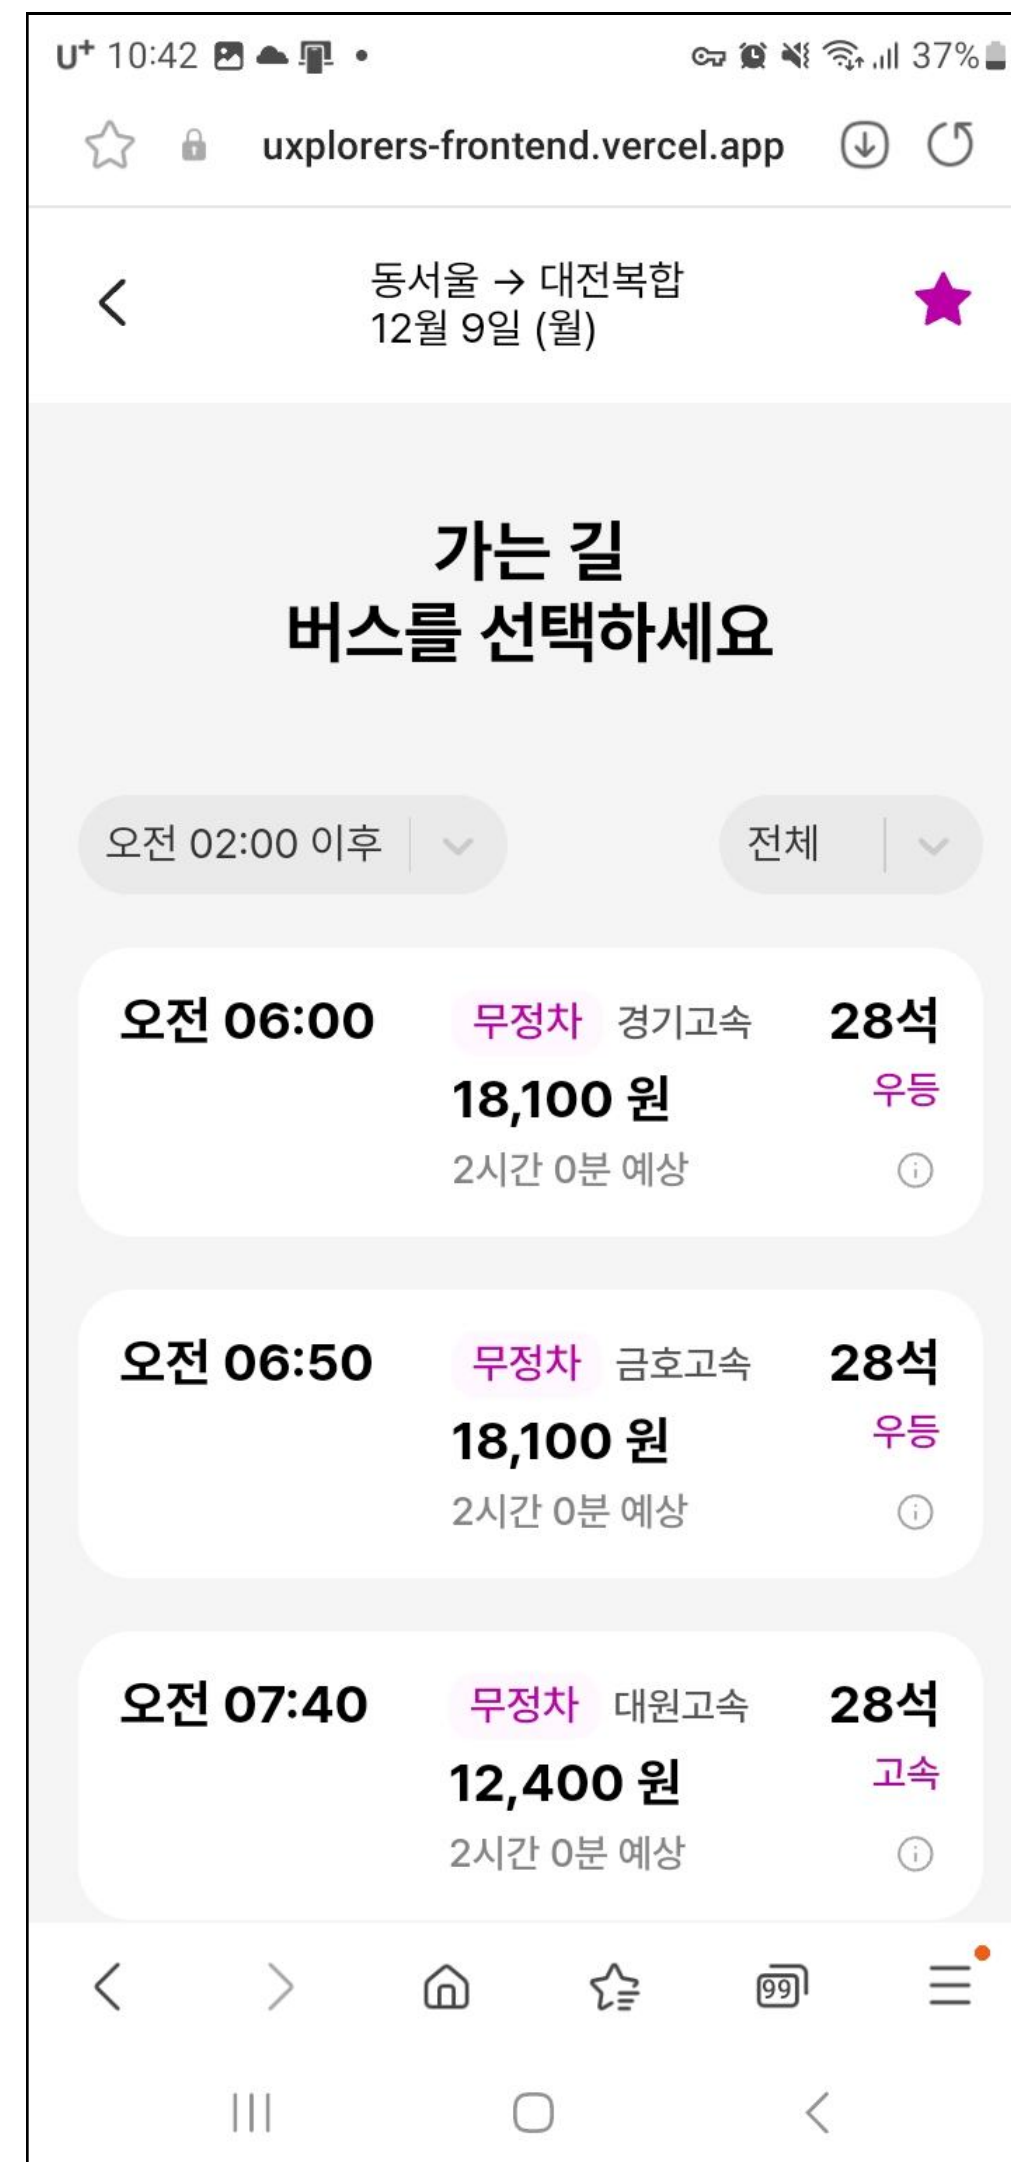 U+ 10:42 37%
uxplorers-frontend.vercel.app
동서울 → 대전복합
12월 9일 (월)
가는 길
버스를 선택하세요
오전 02:00 이후 전체
오전 06:00 무정차 경기고속 28석
18,100 원 우등
2시간 0분 예상
오전 06:50 무정차 금호고속 28석
18,100 원 우등
2시간 0분 예상
오전 07:40 무정차 대원고속 28석
12,400 원 고속
2시간 0분 예상
99